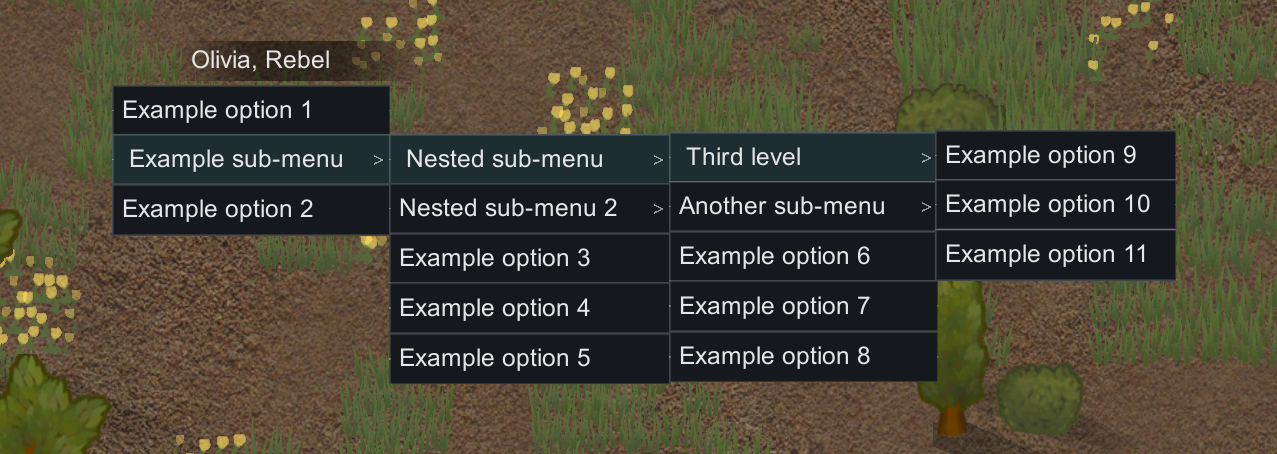 Olivia, Rebel
Example option 1
Example sub-menu >
Example option 2
Nested sub-menu >
Nested sub-menu 2 >
Example option 3
Example option 4
Example option 5
Third level >
Another sub-menu >
Example option 6
Example option 7
Example option 8
Example option 9
Example option 10
Example option 11